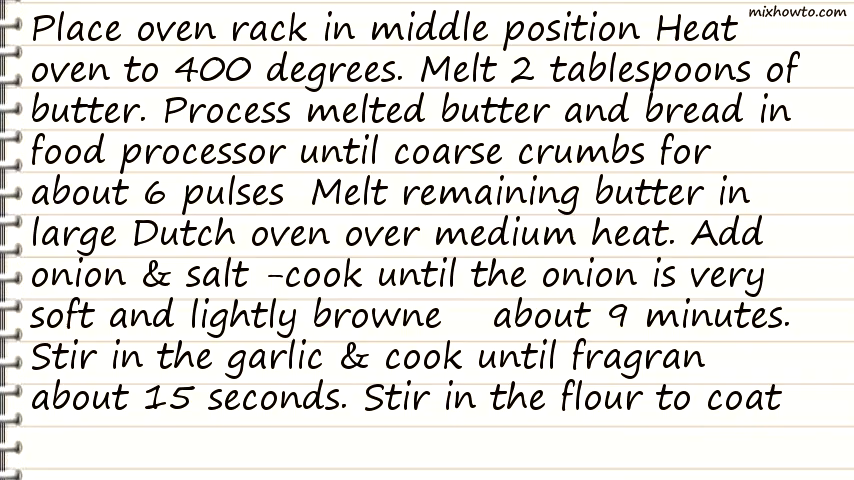 mixhowto.com
Place oven rack in middle position Heat
oven to 400 degrees. Melt 2 tablespoons of
butter. Process melted butter and bread in
food processor until coarse crumbs for
about 6 pulses  Melt remaining butter in
large Dutch oven over medium heat. Add
onion & salt -cook until the onion is very
soft and lightly browne    about 9 minutes.
Stir in the garlic & cook until fragran
about 15 seconds. Stir in the flour to coat